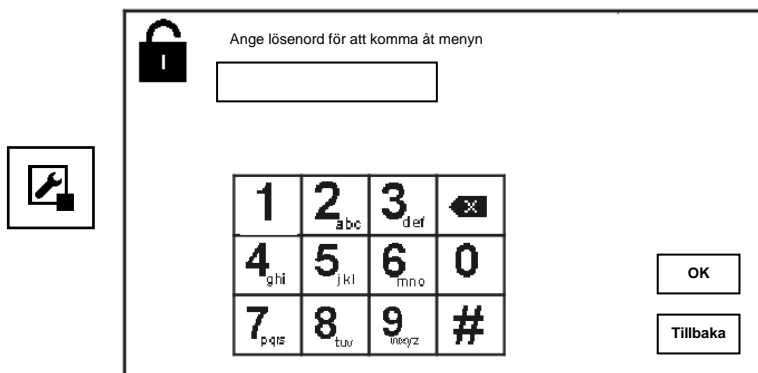 Ange lösenord för att komma åt menyn
1 2 abc 3 def X
4 ghi 5 jkl 6 mno 0
7 pqrs 8 tuv 9 wxyz #
OK
Tillbaka